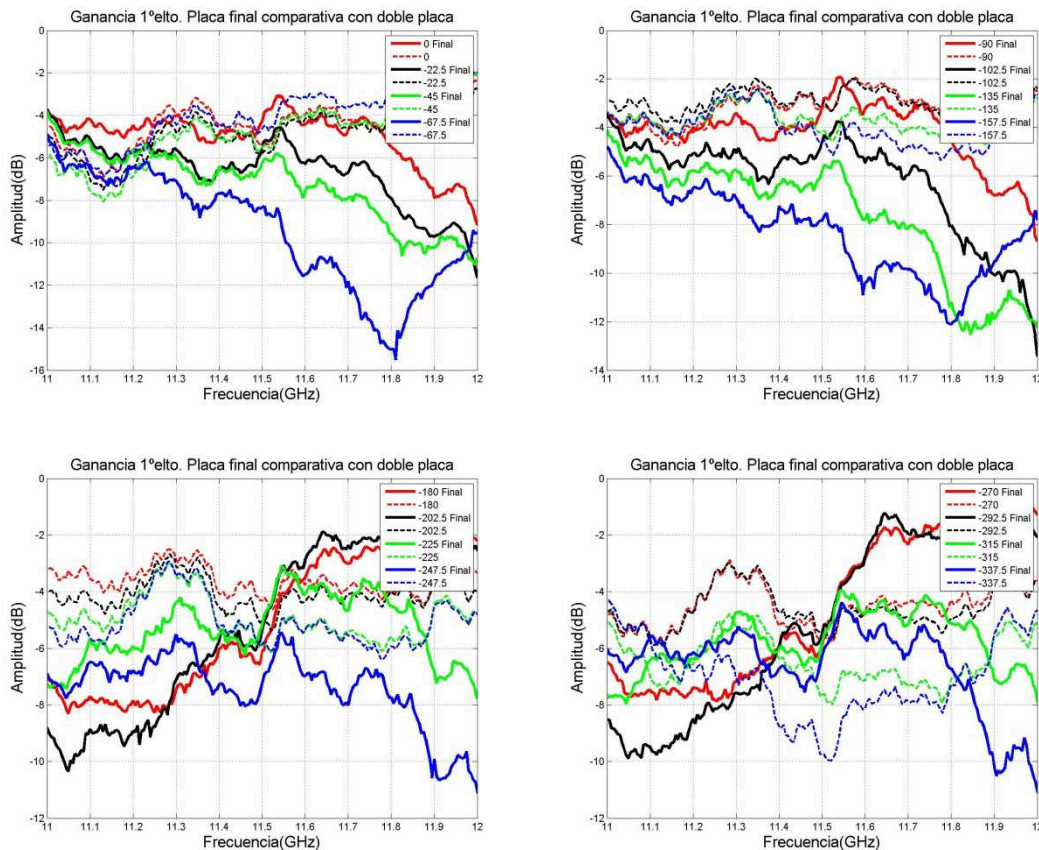 Ganancia 1ºelto. Placa final comparativa con doble placa
Amplitud(dB)
0
-2
-4
-6
-8
-10
-12
-14
-16
0 Final
0
-22.5 Final
-22.5
-45 Final
-45
-67.5 Final
-67.5
11 11.1 11.2 11.3 11.4 11.5 11.6 11.7 11.8 11.9 12
Frecuencia(GHz)
Ganancia 1ºelto. Placa final comparativa con doble placa
Amplitud(dB)
0
-2
-4
-6
-8
-10
-12
-14
-90 Final
-90
-102.5 Final
-102.5
-135 Final
-135
-157.5 Final
-157.5
11 11.1 11.2 11.3 11.4 11.5 11.6 11.7 11.8 11.9 12
Frecuencia(GHz)
Ganancia 1ºelto. Placa final comparativa con doble placa
Amplitud(dB)
0
-2
-4
-6
-8
-10
-12
-180 Final
-180
-202.5 Final
-202.5
-225 Final
-225
-247.5 Final
-247.5
11 11.1 11.2 11.3 11.4 11.5 11.6 11.7 11.8 11.9 12
Frecuencia(GHz)
Ganancia 1ºelto. Placa final comparativa con doble placa
Amplitud(dB)
0
-2
-4
-6
-8
-10
-12
-270 Final
-270
-292.5 Final
-292.5
-315 Final
-315
-337.5 Final
-337.5
11 11.1 11.2 11.3 11.4 11.5 11.6 11.7 11.8 11.9 12
Frecuencia(GHz)